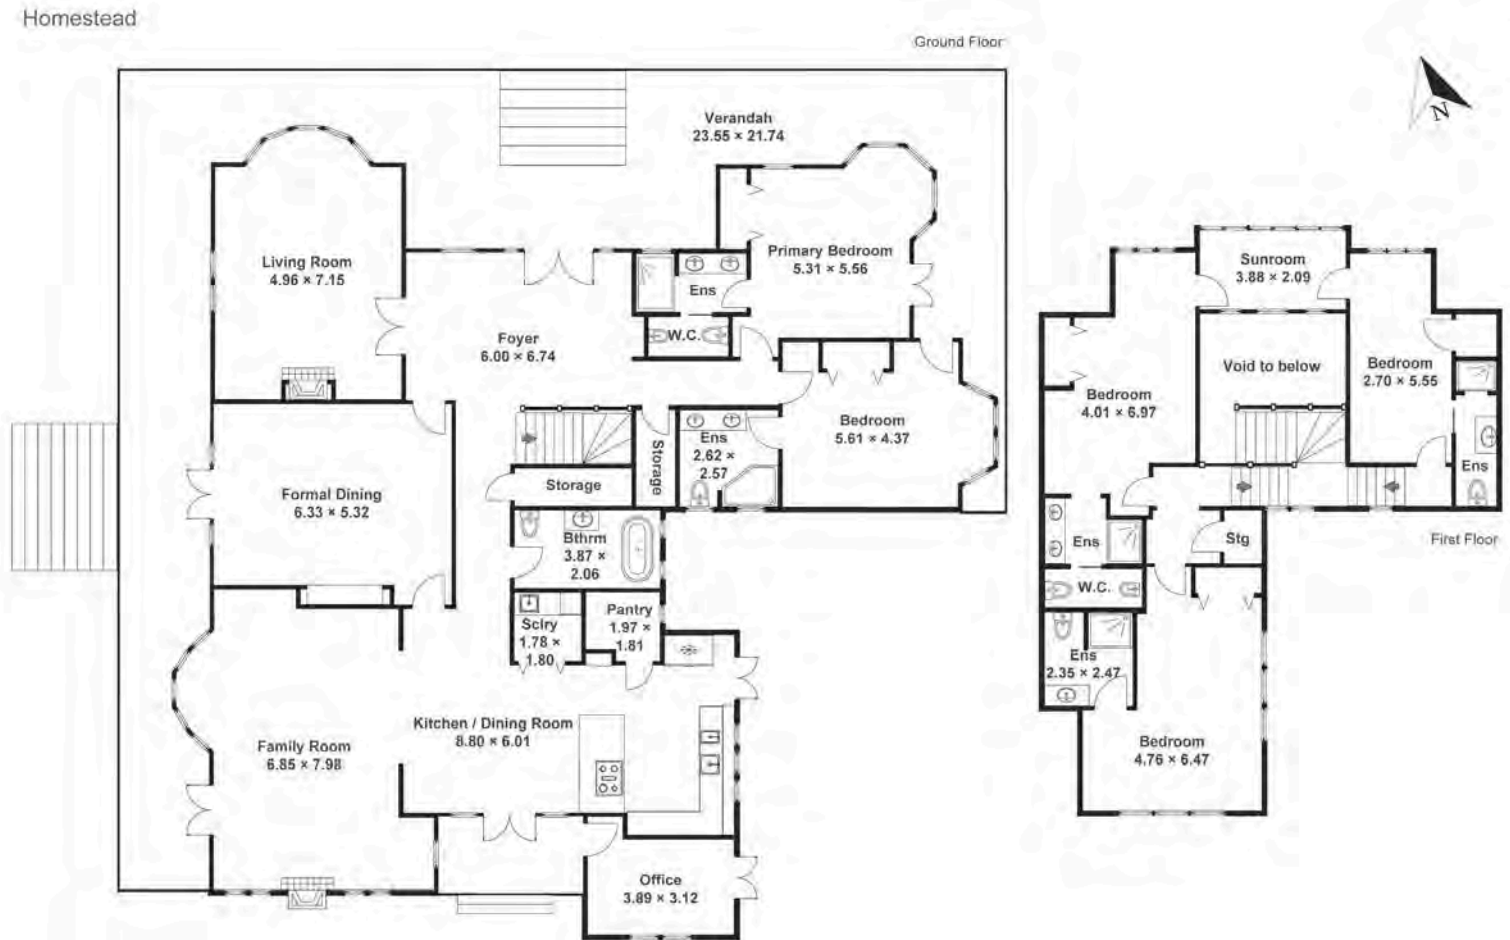 Homestead
Ground Floor
Verandah
23.55 × 21.74
N
Living Room
4.96 × 7.15
Primary Bedroom
5.31 × 5.56
Ens
W.C.
Foyer
6.00 × 6.74
Bedroom
5.61 × 4.37
Ens
2.62 ×
2.57
Storage
Storage
Formal Dining
6.33 × 5.32
Bthrm
3.87 ×
2.06
Sclry
1.78 ×
1.80
Pantry
1.97 ×
1.81
Kitchen / Dining Room
8.80 × 6.01
Family Room
6.85 × 7.98
Office
3.89 × 3.12
Sunroom
3.88 × 2.09
Void to below
Bedroom
2.70 × 5.55
Bedroom
4.01 × 6.97
Ens
First Floor
Ens
Stg
W.C.
Ens
2.35 × 2.47
Bedroom
4.76 × 6.47